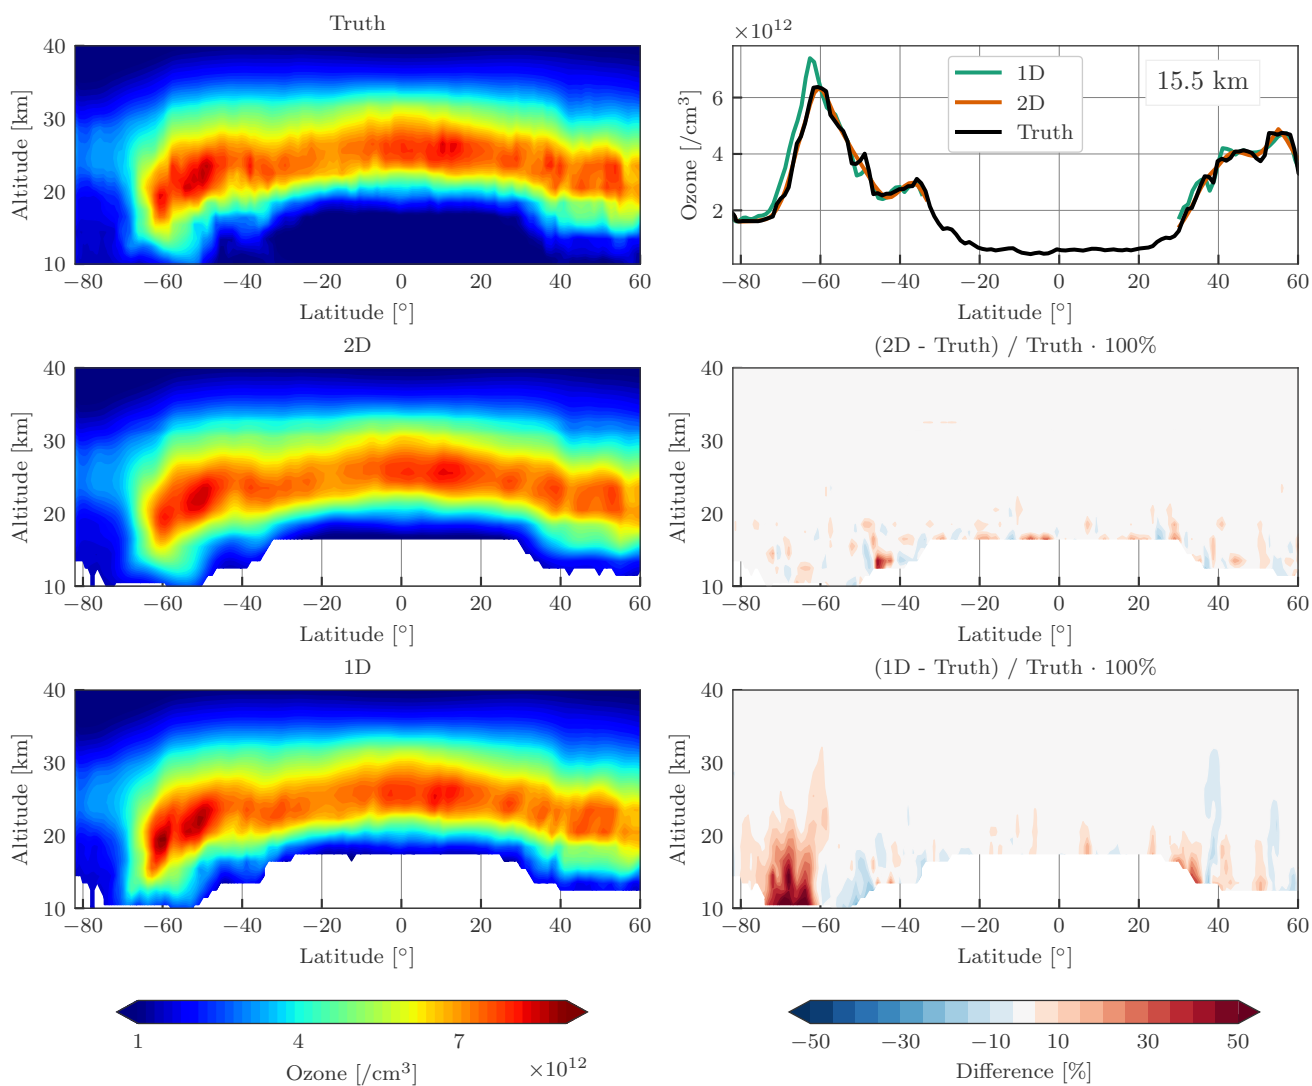 Truth
40
30
20
10
Altitude [km]
−80 −60 −40 −20 0 20 40 60
Latitude [°]
×10¹²
6
4
2
Ozone [/cm³]
1D
2D
Truth
15.5 km
−80 −60 −40 −20 0 20 40 60
Latitude [°]
2D
40
30
20
10
Altitude [km]
−80 −60 −40 −20 0 20 40 60
Latitude [°]
(2D - Truth) / Truth · 100%
40
30
20
10
Altitude [km]
−80 −60 −40 −20 0 20 40 60
Latitude [°]
1D
40
30
20
10
Altitude [km]
−80 −60 −40 −20 0 20 40 60
Latitude [°]
(1D - Truth) / Truth · 100%
40
30
20
10
Altitude [km]
−80 −60 −40 −20 0 20 40 60
Latitude [°]
1 4 7
Ozone [/cm³] ×10¹²
−50 −30 −10 10 30 50
Difference [%]